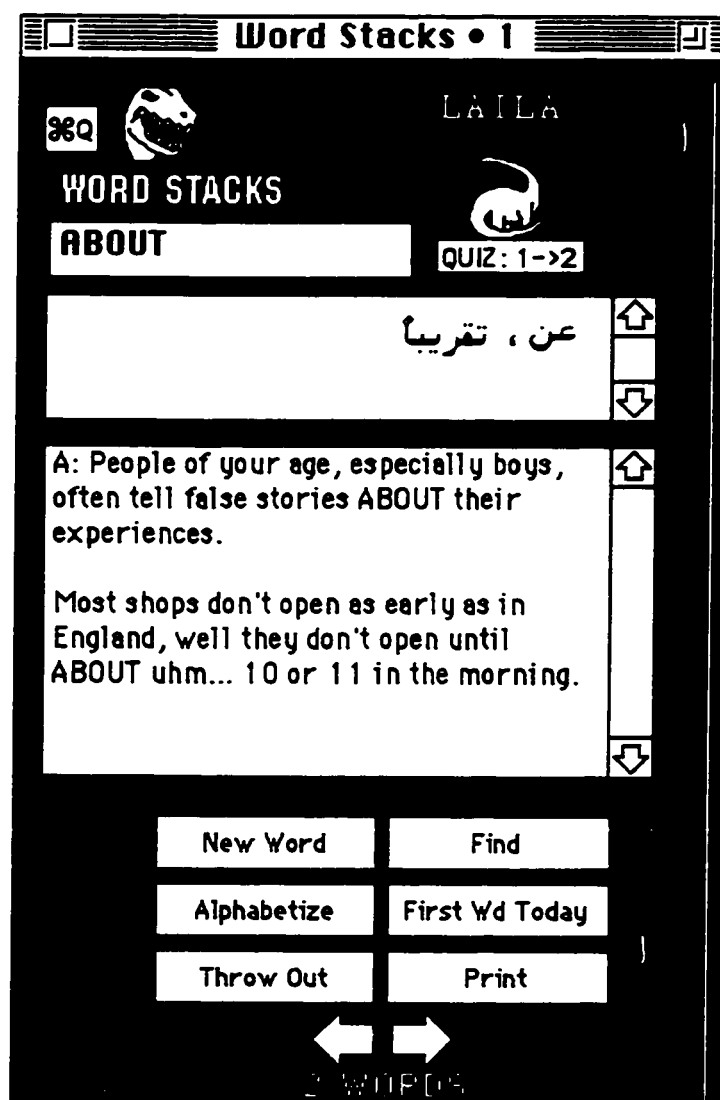 Word Stacks • 1
⌘Q
LAILA
WORD STACKS
ABOUT
QUIZ: 1->2
عن ، تقريباً
A: People of your age, especially boys,
often tell false stories ABOUT their
experiences.
Most shops don't open as early as in
England, well they don't open until
ABOUT uhm... 10 or 11 in the morning.
New Word
Find
Alphabetize
First Wd Today
Throw Out
Print
WORDS